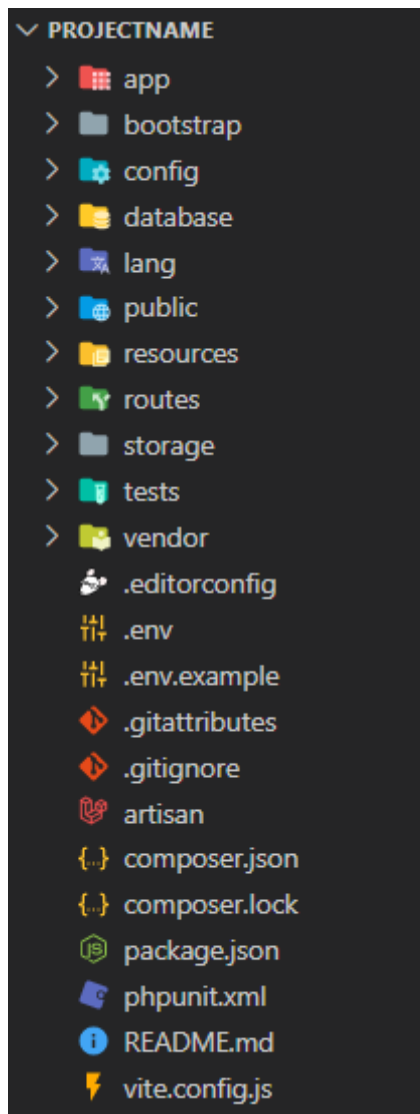 PROJECTNAME
app
bootstrap
config
database
lang
public
resources
routes
storage
tests
vendor
.editorconfig
.env
.env.example
.gitattributes
.gitignore
artisan
composer.json
composer.lock
package.json
phpunit.xml
README.md
vite.config.js